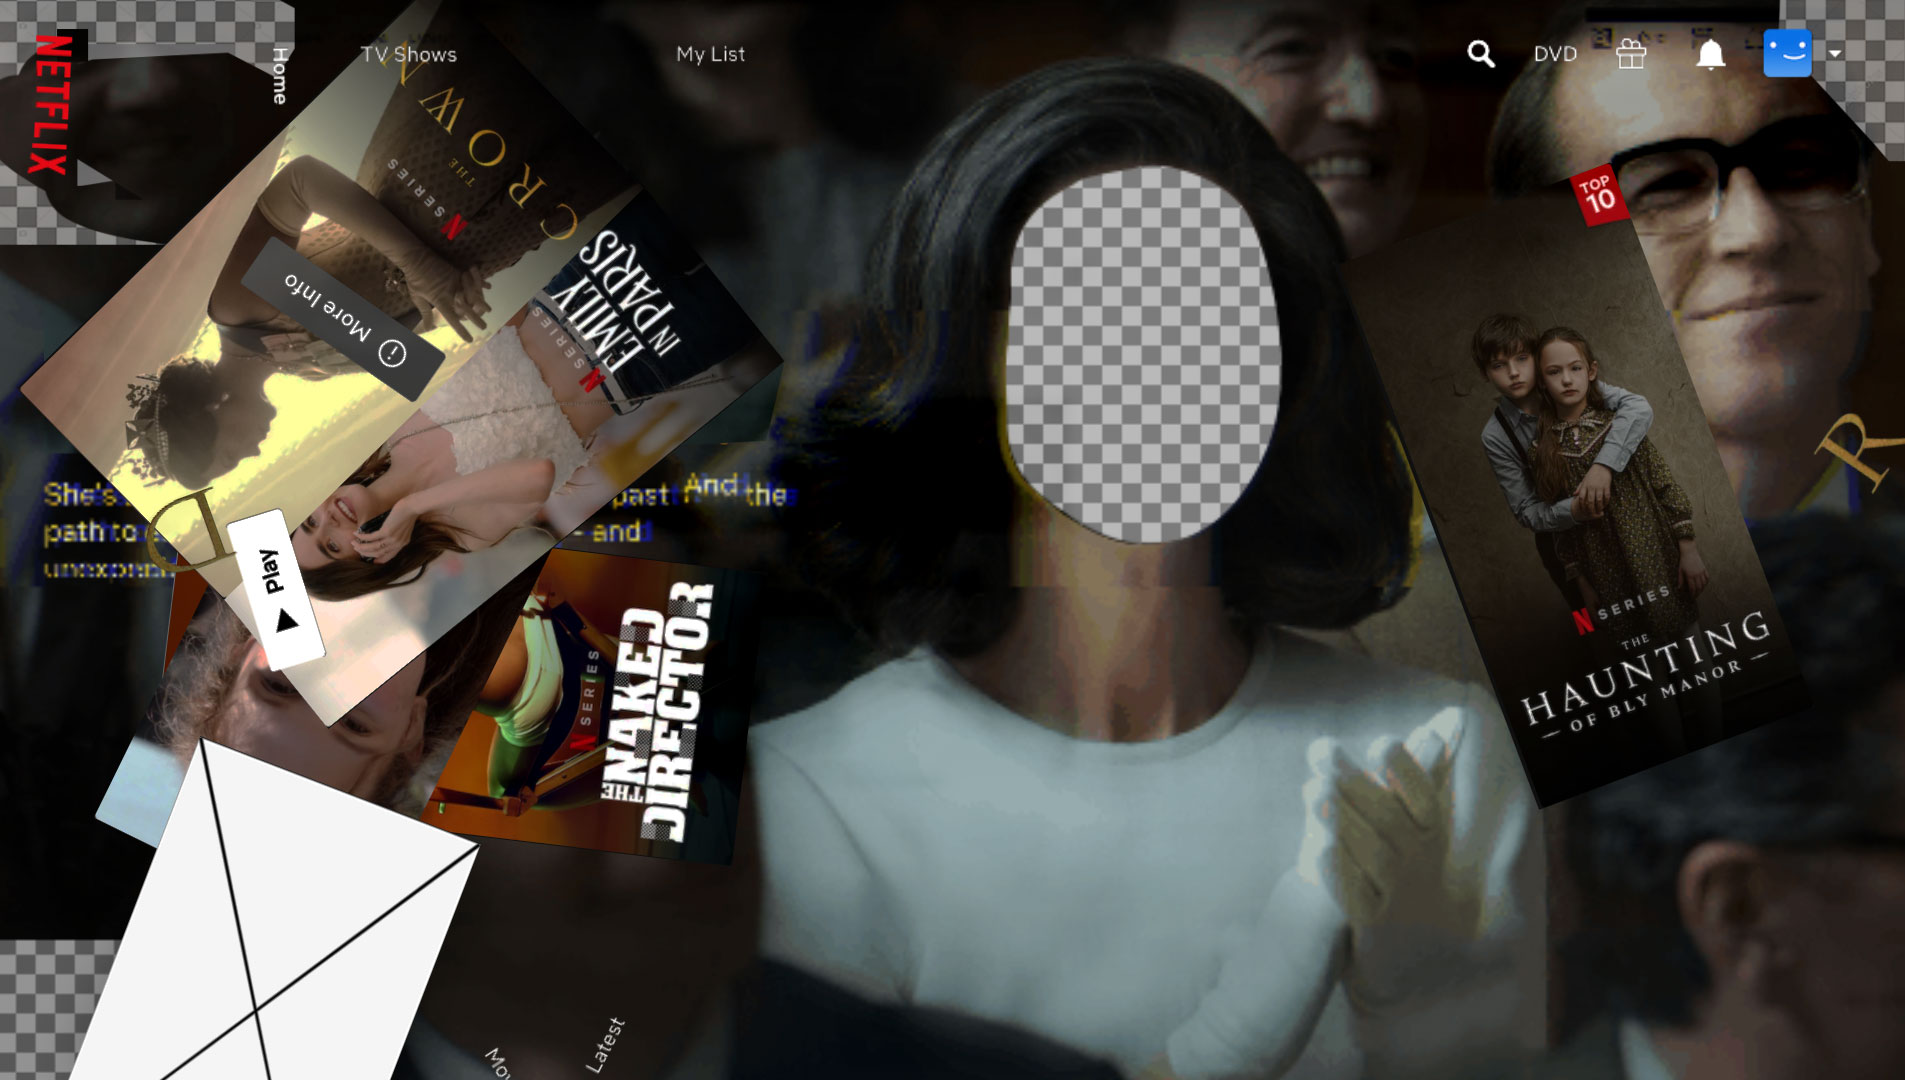 NETFLIX
Home
TV Shows
My List
DVD
TOP
10
THE
CROW
N SERIES
More Info
EMILY
IN PARIS
N SERIES
She's
past
And
the
path to
- and
D
Play
R
N SERIES
THE NAKED
DIRECTOR
N SERIES
THE
HAUNTING
— OF BLY MANOR —
Latest